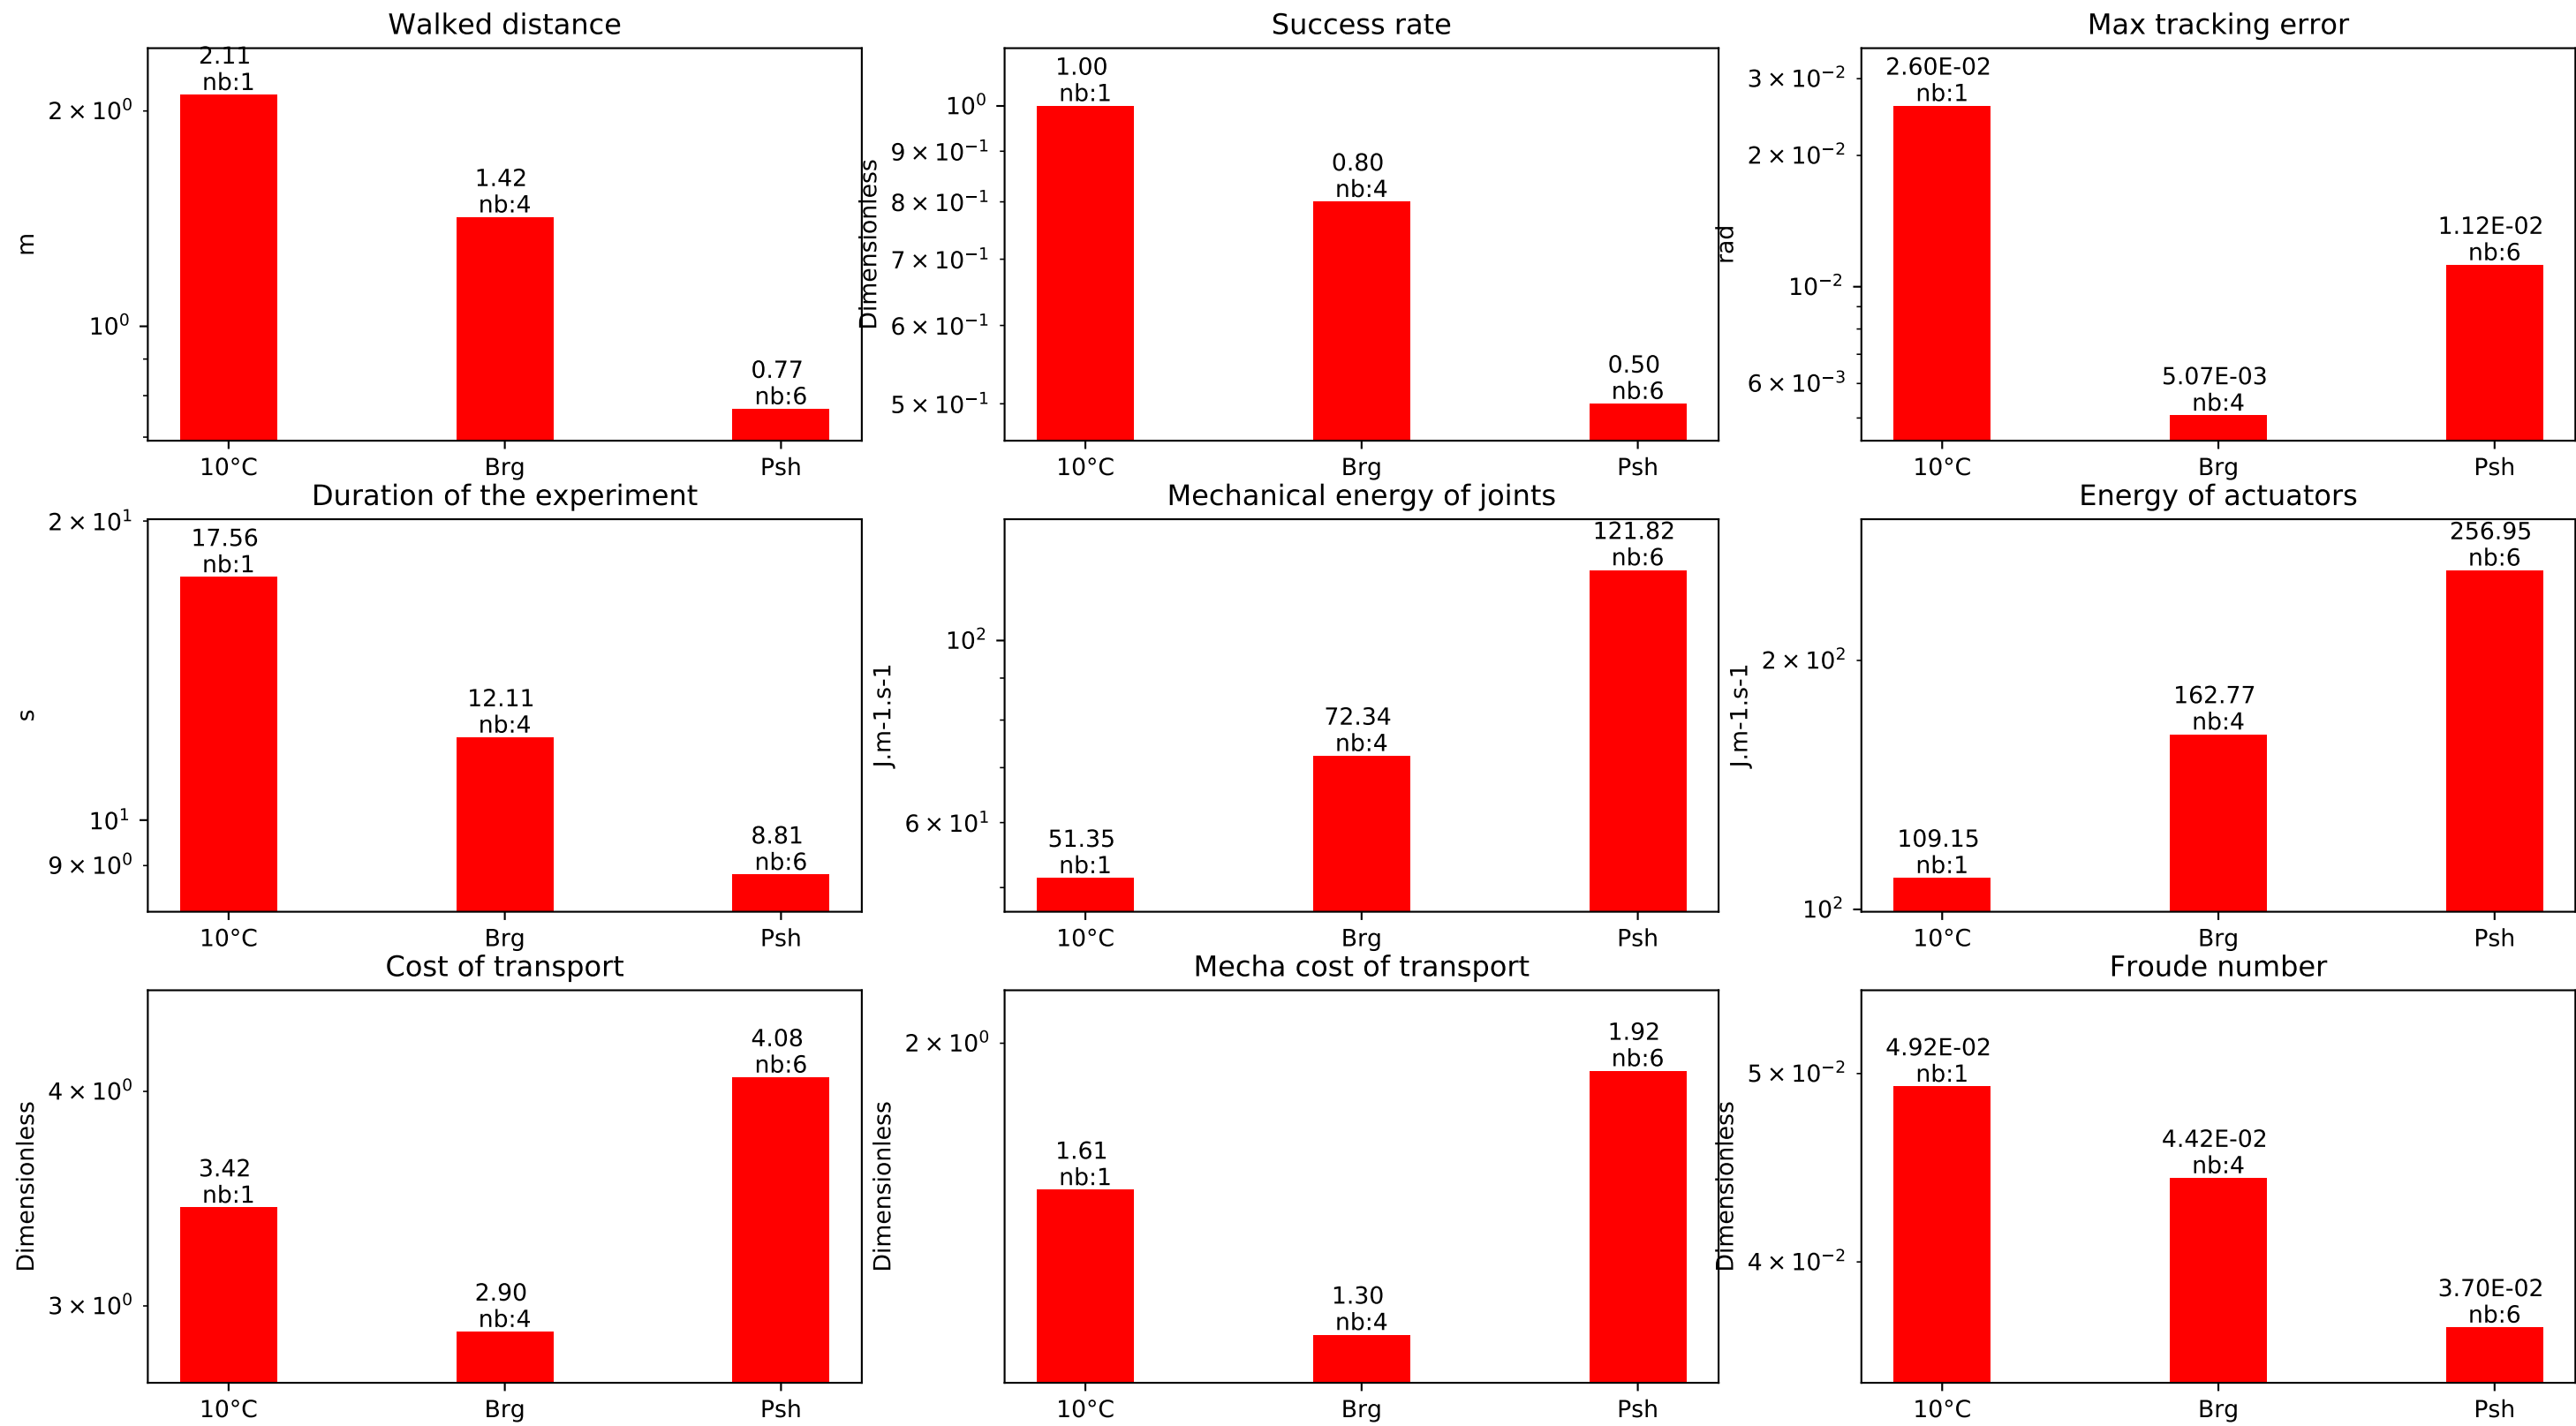 Walked distance
m
2 × 10⁰
10⁰
2.11
nb:1
1.42
nb:4
0.77
nb:6
10°C Brg Psh
Success rate
Dimensionless
10⁰
9 × 10⁻¹
8 × 10⁻¹
7 × 10⁻¹
6 × 10⁻¹
5 × 10⁻¹
1.00
nb:1
0.80
nb:4
0.50
nb:6
10°C Brg Psh
Max tracking error
rad
3 × 10⁻²
2 × 10⁻²
10⁻²
6 × 10⁻³
2.60E-02
nb:1
5.07E-03
nb:4
1.12E-02
nb:6
10°C Brg Psh
Duration of the experiment
s
2 × 10¹
10¹
9 × 10⁰
17.56
nb:1
12.11
nb:4
8.81
nb:6
10°C Brg Psh
Mechanical energy of joints
J.m-1.s-1
10²
6 × 10¹
51.35
nb:1
72.34
nb:4
121.82
nb:6
10°C Brg Psh
Energy of actuators
J.m-1.s-1
2 × 10²
10²
109.15
nb:1
162.77
nb:4
256.95
nb:6
10°C Brg Psh
Cost of transport
Dimensionless
4 × 10⁰
3 × 10⁰
3.42
nb:1
2.90
nb:4
4.08
nb:6
10°C Brg Psh
Mecha cost of transport
Dimensionless
2 × 10⁰
1.61
nb:1
1.30
nb:4
1.92
nb:6
10°C Brg Psh
Froude number
Dimensionless
5 × 10⁻²
4 × 10⁻²
4.92E-02
nb:1
4.42E-02
nb:4
3.70E-02
nb:6
10°C Brg Psh